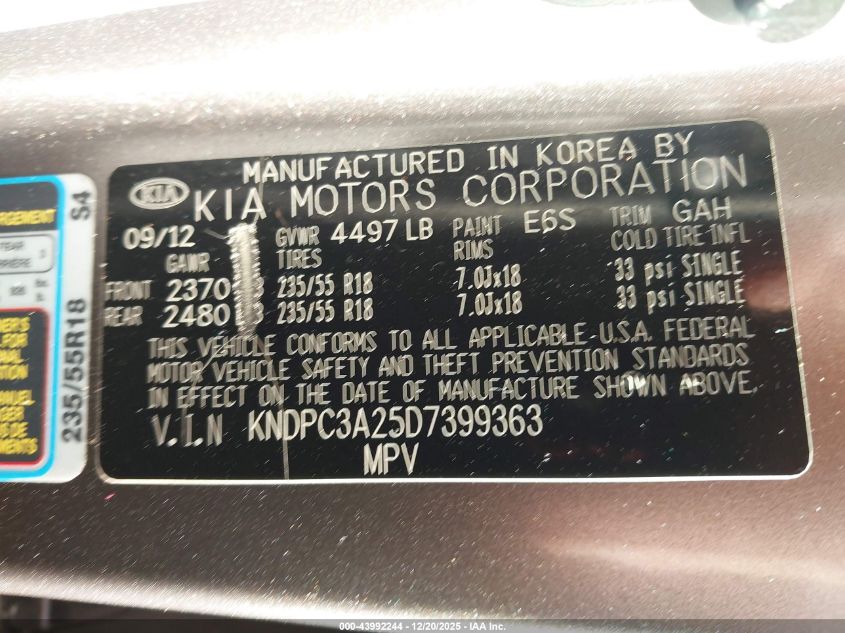 MANUFACTURED IN KOREA BY
KIA KIA MOTORS CORPORATION
09/12 GVWR 4497 LB PAINT E6S TRIM GAH
GAWR TIRES RIMS COLD TIRE INFL
FRONT 2370 235/55 R18 7.0Jx18 33 psi SINGLE
REAR 2480 235/55 R18 7.0Jx18 33 psi SINGLE
THIS VEHICLE CONFORMS TO ALL APPLICABLE U.S.A. FEDERAL
MOTOR VEHICLE SAFETY AND THEFT PREVENTION STANDARDS
IN EFFECT ON THE DATE OF MANUFACTURE SHOWN ABOVE.
V.I.N KNDPC3A25D7399363
MPV
235/55R18 S4
000-43992244 - 12/20/2025 - IAA Inc.